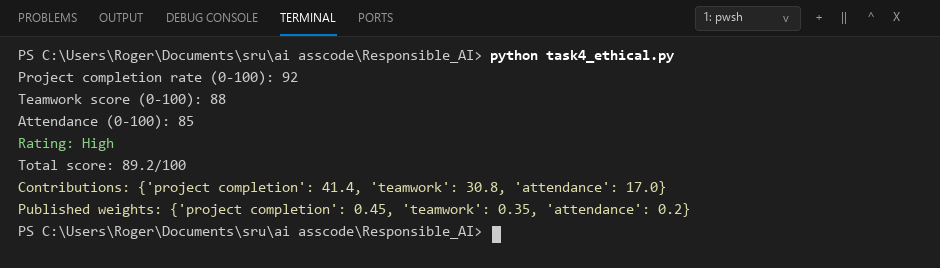 PROBLEMS OUTPUT DEBUG CONSOLE TERMINAL PORTS 1: pwsh v + || ^ X
PS C:\Users\Roger\Documents\sru\ai asscode\Responsible_AI> python task4_ethical.py
Project completion rate (0-100): 92
Teamwork score (0-100): 88
Attendance (0-100): 85
Rating: High
Total score: 89.2/100
Contributions: {'project completion': 41.4, 'teamwork': 30.8, 'attendance': 17.0}
Published weights: {'project completion': 0.45, 'teamwork': 0.35, 'attendance': 0.2}
PS C:\Users\Roger\Documents\sru\ai asscode\Responsible_AI>